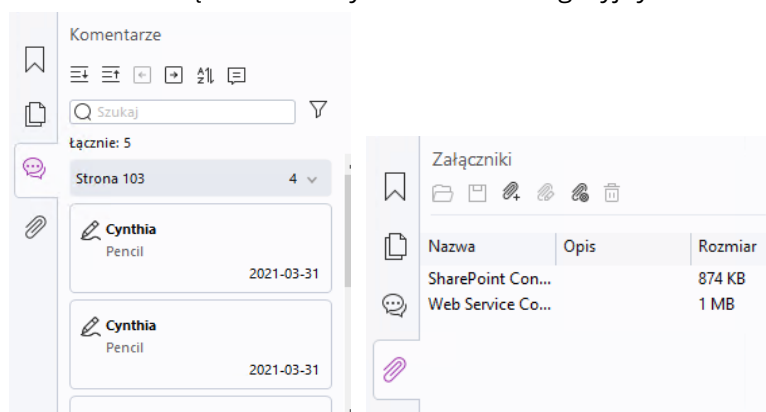 Komentarze
Szukaj
Łącznie: 5
Strona 103 4
Cynthia
Pencil
2021-03-31
Cynthia
Pencil
2021-03-31
Załączniki
Nazwa Opis Rozmiar
SharePoint Con... 874 KB
Web Service Co... 1 MB